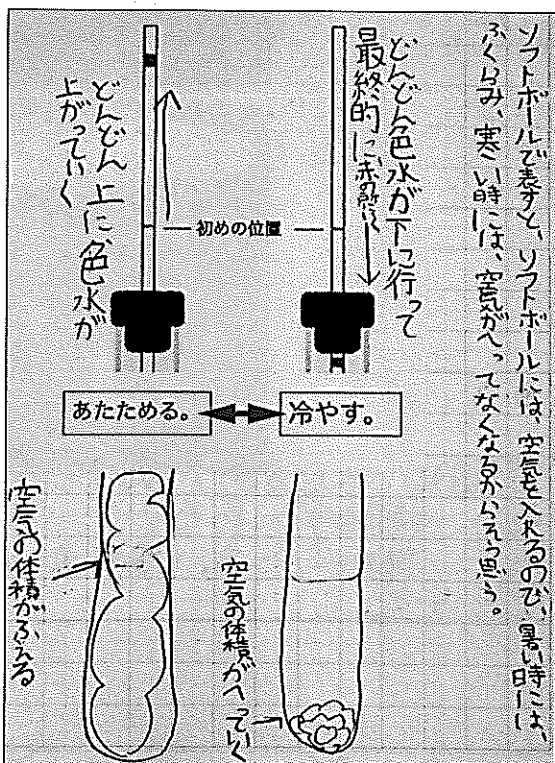 ソフトボールで表すと、ソフトボールには、空気を入れるので、暑い時には、
ふくらみ、寒い時には、空気がへってなくなるからそう思う。
どんどん色水が下に行って
最終的に、赤の所に
どんどん上に、色水が
上がっていく
初めの位置
あたためる。
冷やす。
空気の体積がへっていく
空気の体積がふえる